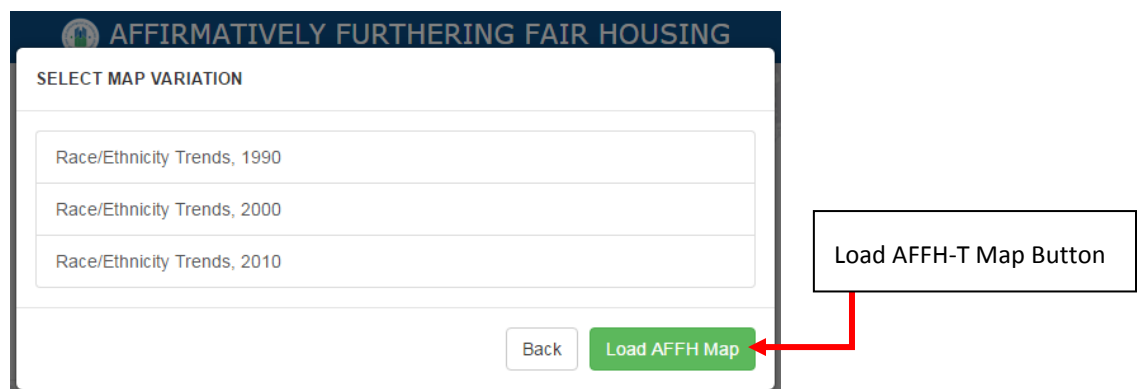 AFFIRMATIVELY FURTHERING FAIR HOUSING
SELECT MAP VARIATION
Race/Ethnicity Trends, 1990
Race/Ethnicity Trends, 2000
Race/Ethnicity Trends, 2010
Load AFFH-T Map Button
Back
Load AFFH Map